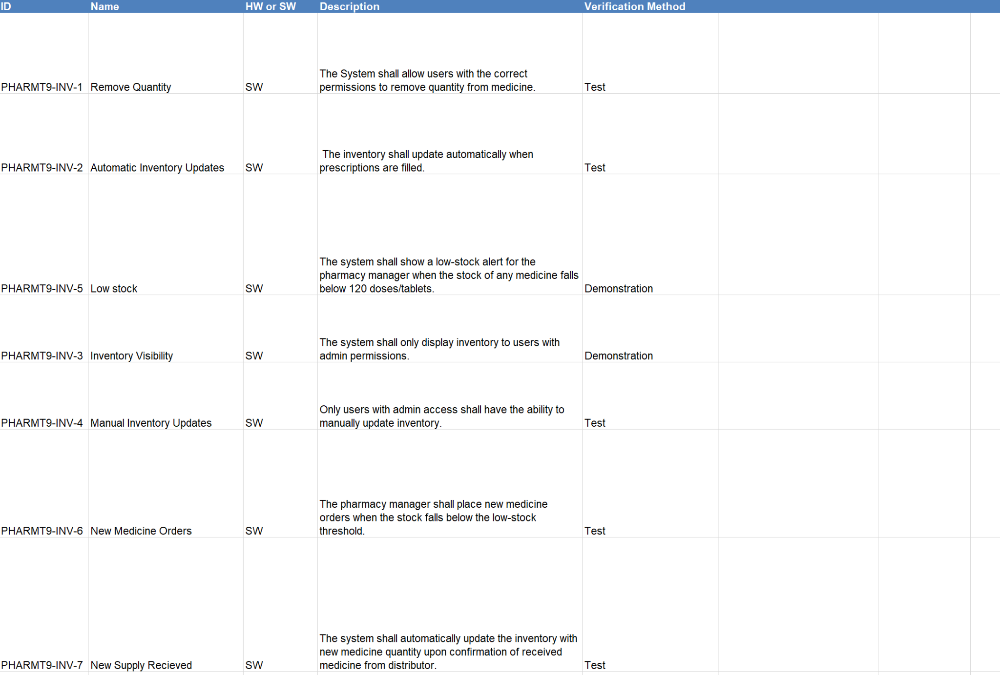 ID Name HW or SW Description Verification Method
The System shall allow users with the correct
PHARMT9-INV-1 Remove Quantity SW permissions to remove quantity from medicine. Test
The inventory shall update automatically when
PHARMT9-INV-2 Automatic Inventory Updates SW prescriptions are filled. Test
The system shall show a low-stock alert for the
pharmacy manager when the stock of any medicine falls
PHARMT9-INV-5 Low stock SW below 120 doses/tablets. Demonstration
The system shall only display inventory to users with
PHARMT9-INV-3 Inventory Visibility SW admin permissions. Demonstration
Only users with admin access shall have the ability to
PHARMT9-INV-4 Manual Inventory Updates SW manually update inventory. Test
The pharmacy manager shall place new medicine
orders when the stock falls below the low-stock
PHARMT9-INV-6 New Medicine Orders SW threshold. Test
The system shall automatically update the inventory with
new medicine quantity upon confirmation of received
PHARMT9-INV-7 New Supply Recieved SW medicine from distributor. Test